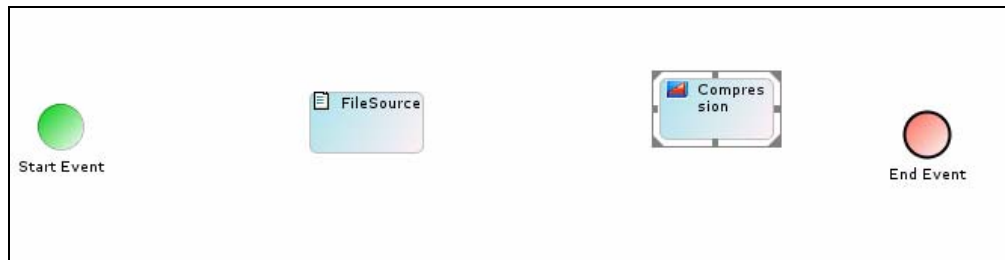 Start Event
FileSource
Compres
sion
End Event